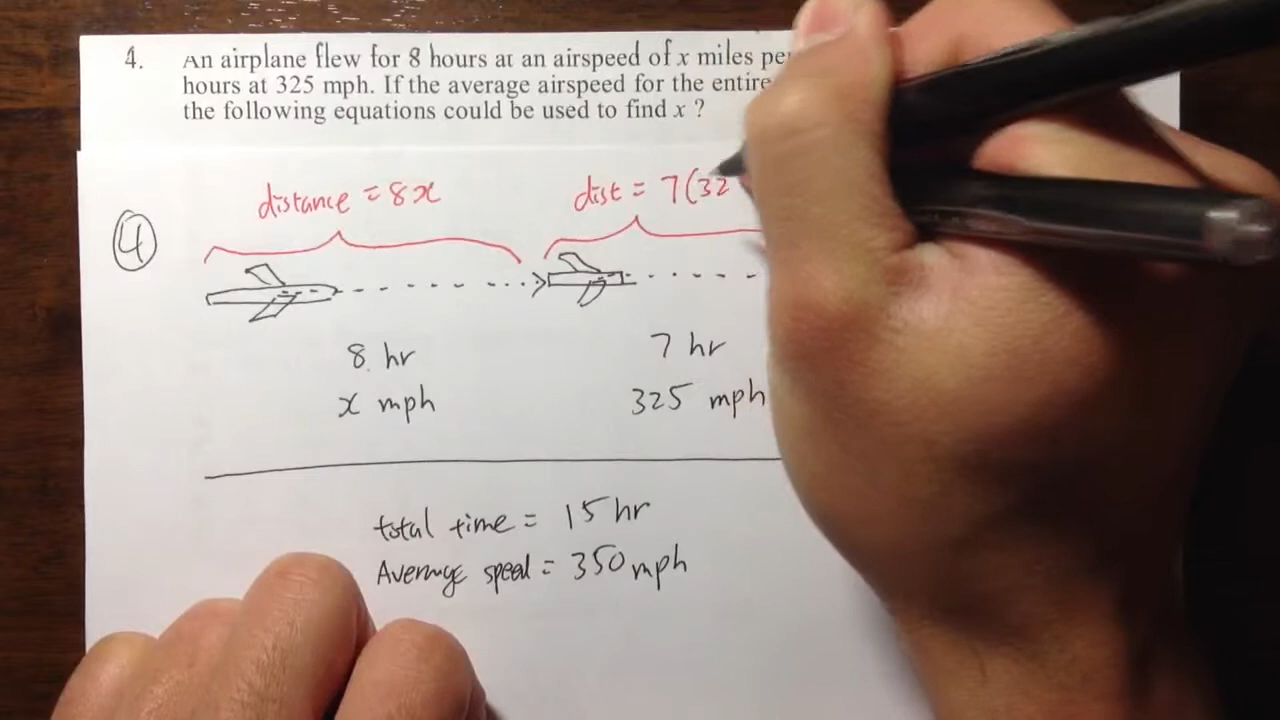 4. An airplane flew for 8 hours at an airspeed of x miles per
hours at 325 mph. If the average airspeed for the entire
the following equations could be used to find x ?
distance = 8x
dist = 7(32
4
8 hr
7 hr
x mph
325 mph
total time = 15 hr
Average speed = 350 mph